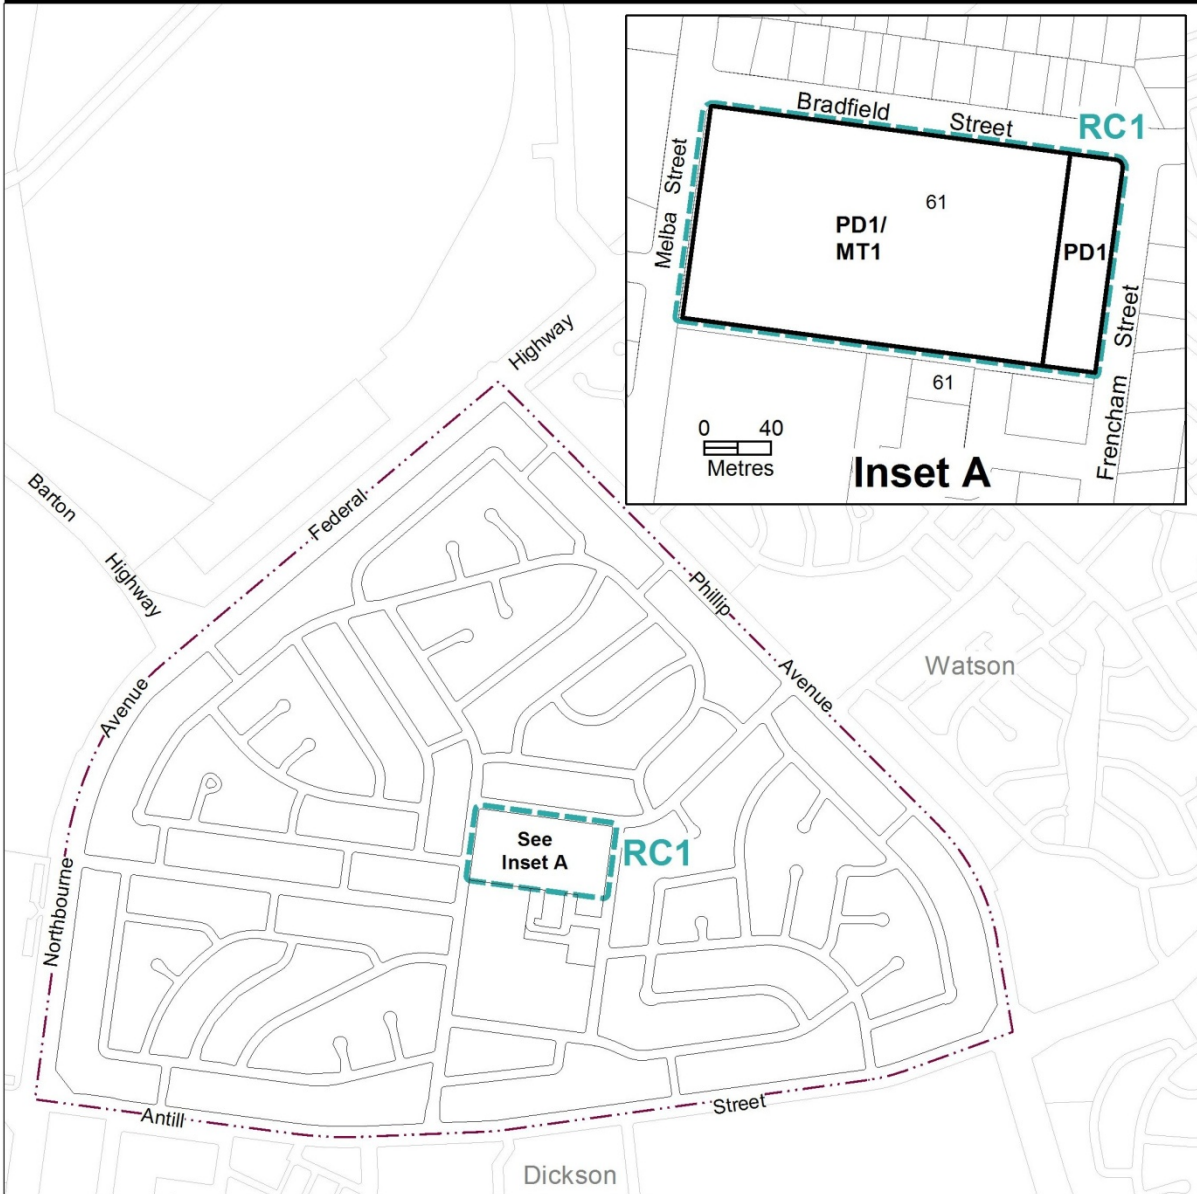 Bradfield Street
RC1
Melba Street
61
PD1/
MT1
PD1
Frencham Street
61
0 40
Metres
Inset A
Highway
Barton
Highway
Federal
Phillip
Avenue
Watson
Avenue
See
Inset A
RC1
Northbourne
Antill
Street
Dickson